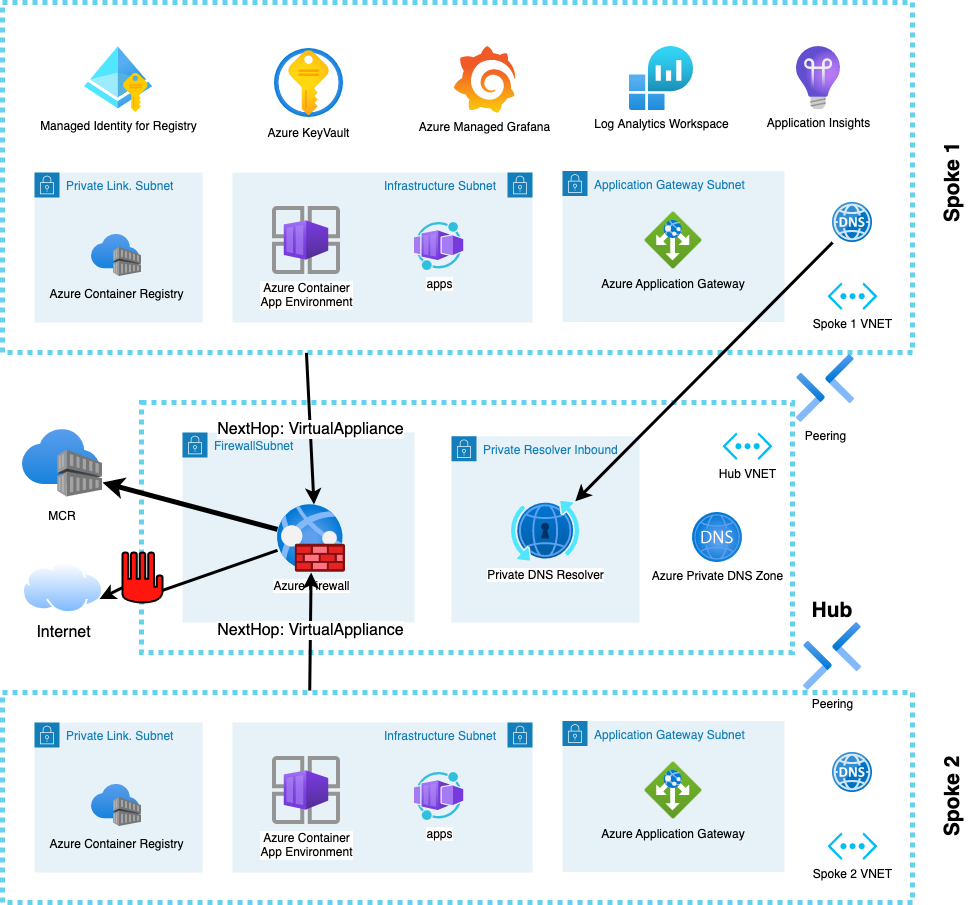 Managed Identity for Registry
Azure KeyVault
Azure Managed Grafana
Log Analytics Workspace
Application Insights
Spoke 1
Private Link. Subnet
Infrastructure Subnet
Application Gateway Subnet
DNS
Azure Container Registry
Azure Container
App Environment
apps
Azure Application Gateway
Spoke 1 VNET
NextHop: VirtualAppliance
Peering
FirewallSubnet
Private Resolver Inbound
Hub VNET
MCR
DNS
Azure Firewall
Private DNS Resolver
Azure Private DNS Zone
Internet
NextHop: VirtualAppliance
Hub
Peering
Private Link. Subnet
Infrastructure Subnet
Application Gateway Subnet
DNS
Spoke 2
Azure Container Registry
Azure Container
App Environment
apps
Azure Application Gateway
Spoke 2 VNET